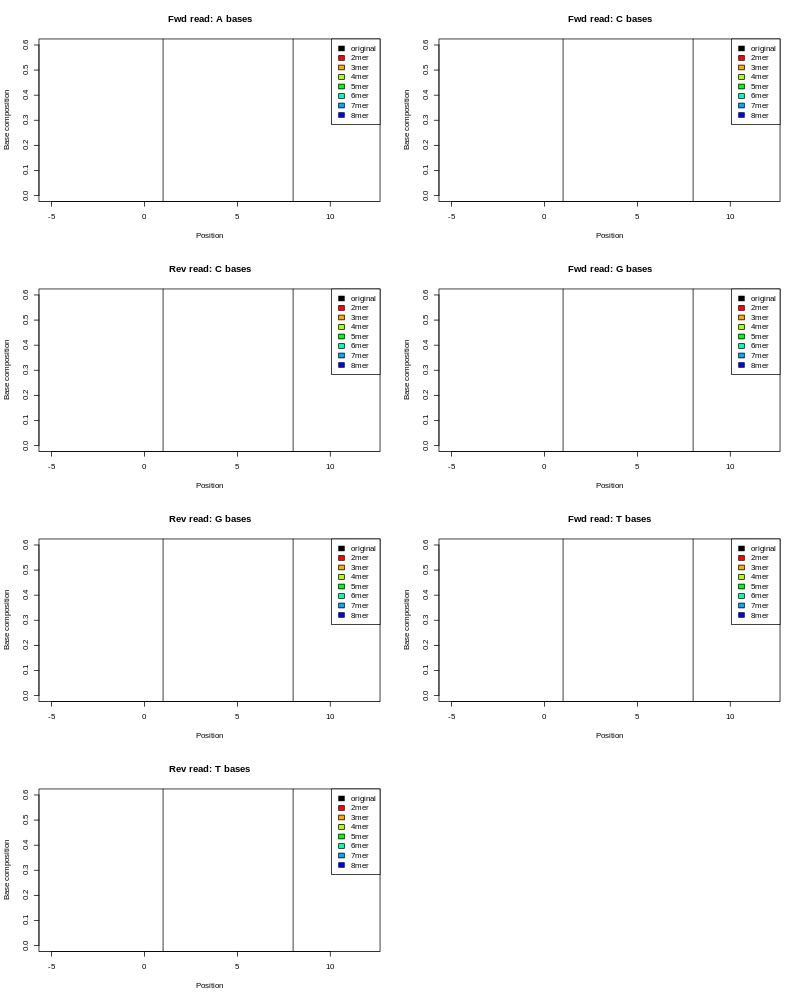 Fwd read: A bases
Base composition
0.6
0.5
0.4
0.3
0.2
0.1
0.0
original
2mer
3mer
4mer
5mer
6mer
7mer
8mer
-5 0 5 10
Position
Fwd read: C bases
Base composition
0.6
0.5
0.4
0.3
0.2
0.1
0.0
original
2mer
3mer
4mer
5mer
6mer
7mer
8mer
-5 0 5 10
Position
Rev read: C bases
Base composition
0.6
0.5
0.4
0.3
0.2
0.1
0.0
original
2mer
3mer
4mer
5mer
6mer
7mer
8mer
-5 0 5 10
Position
Fwd read: G bases
Base composition
0.6
0.5
0.4
0.3
0.2
0.1
0.0
original
2mer
3mer
4mer
5mer
6mer
7mer
8mer
-5 0 5 10
Position
Rev read: G bases
Base composition
0.6
0.5
0.4
0.3
0.2
0.1
0.0
original
2mer
3mer
4mer
5mer
6mer
7mer
8mer
-5 0 5 10
Position
Fwd read: T bases
Base composition
0.6
0.5
0.4
0.3
0.2
0.1
0.0
original
2mer
3mer
4mer
5mer
6mer
7mer
8mer
-5 0 5 10
Position
Rev read: T bases
Base composition
0.6
0.5
0.4
0.3
0.2
0.1
0.0
original
2mer
3mer
4mer
5mer
6mer
7mer
8mer
-5 0 5 10
Position